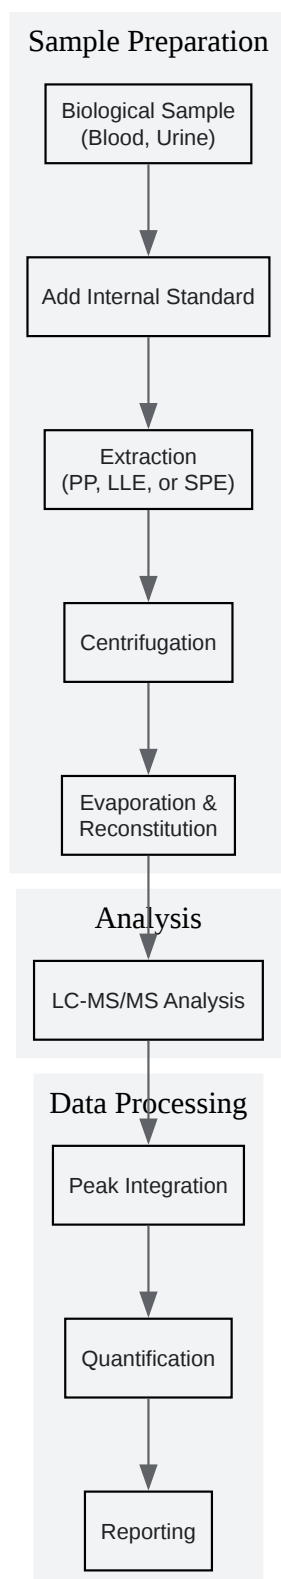 Sample Preparation
Biological Sample
(Blood, Urine)
Add Internal Standard
Extraction
(PP, LLE, or SPE)
Centrifugation
Evaporation &
Reconstitution
Analysis
LC-MS/MS Analysis
Data Processing
Peak Integration
Quantification
Reporting